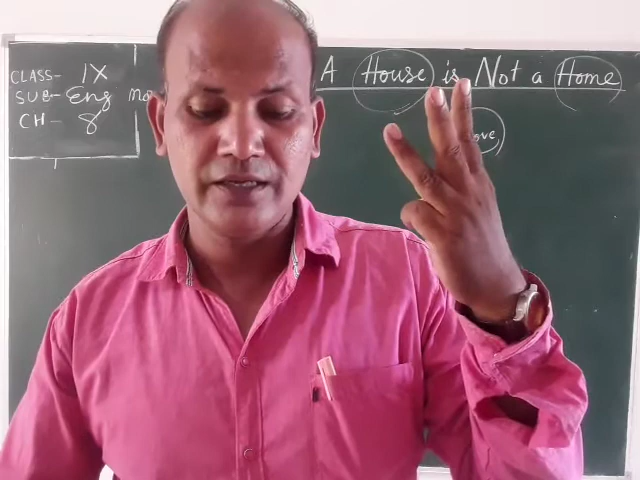 CLASS- IX
SUB- Eng
CH- 8
A House is Not a Home